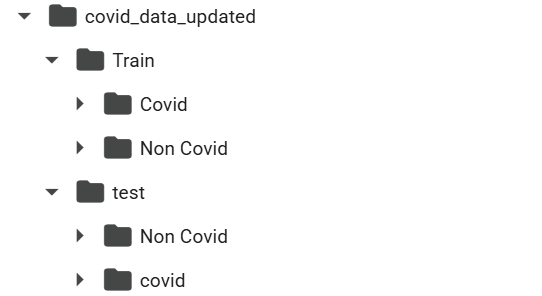 covid_data_updated
Train
Covid
Non Covid
test
Non Covid
covid